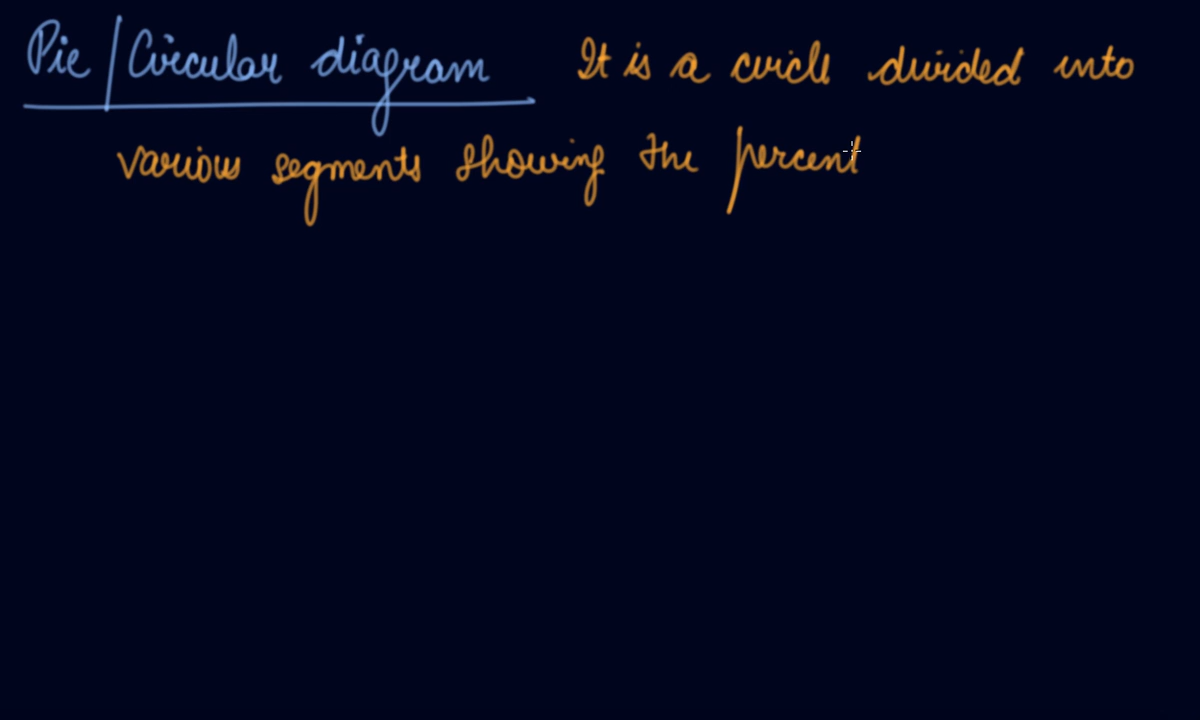 Pie/Circular diagram It is a circle divided into
various segments showing the percent